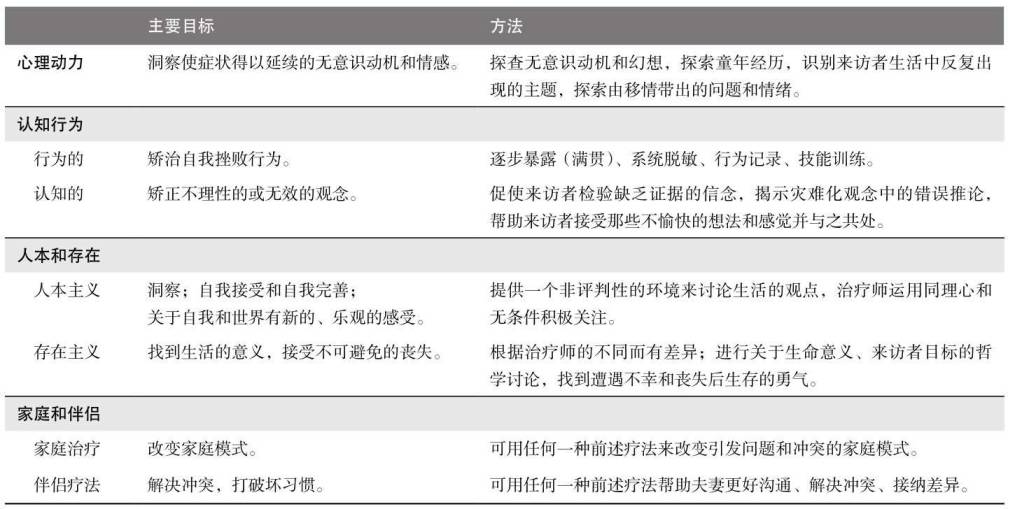 主要目标 方法
心理动力 洞察使症状得以延续的无意识动机和情感。 探查无意识动机和幻想，探索童年经历，识别来访者生活中反复出
现的主题，探索由移情带出的问题和情绪。
认知行为
行为的 矫治自我挫败行为。 逐步暴露（满贯）、系统脱敏、行为记录、技能训练。
认知的 矫正不理性的或无效的观念。 促使来访者检验缺乏证据的信念，揭示灾难化观念中的错误推论，
帮助来访者接受那些不愉快的想法和感觉并与之共处。
人本和存在
人本主义 洞察；自我接受和自我完善； 提供一个非评判性的环境来讨论生活的观点，治疗师运用同理心和
关于自我和世界有新的、乐观的感受。 无条件积极关注。
存在主义 找到生活的意义，接受不可避免的丧失。 根据治疗师的不同而有差异；进行关于生命意义、来访者目标的哲
学讨论，找到遭遇不幸和丧失后生存的勇气。
家庭和伴侣
家庭治疗 改变家庭模式。 可用任何一种前述疗法来改变引发问题和冲突的家庭模式。
伴侣疗法 解决冲突，打破坏习惯。 可用任何一种前述疗法帮助夫妻更好沟通、解决冲突、接纳差异。